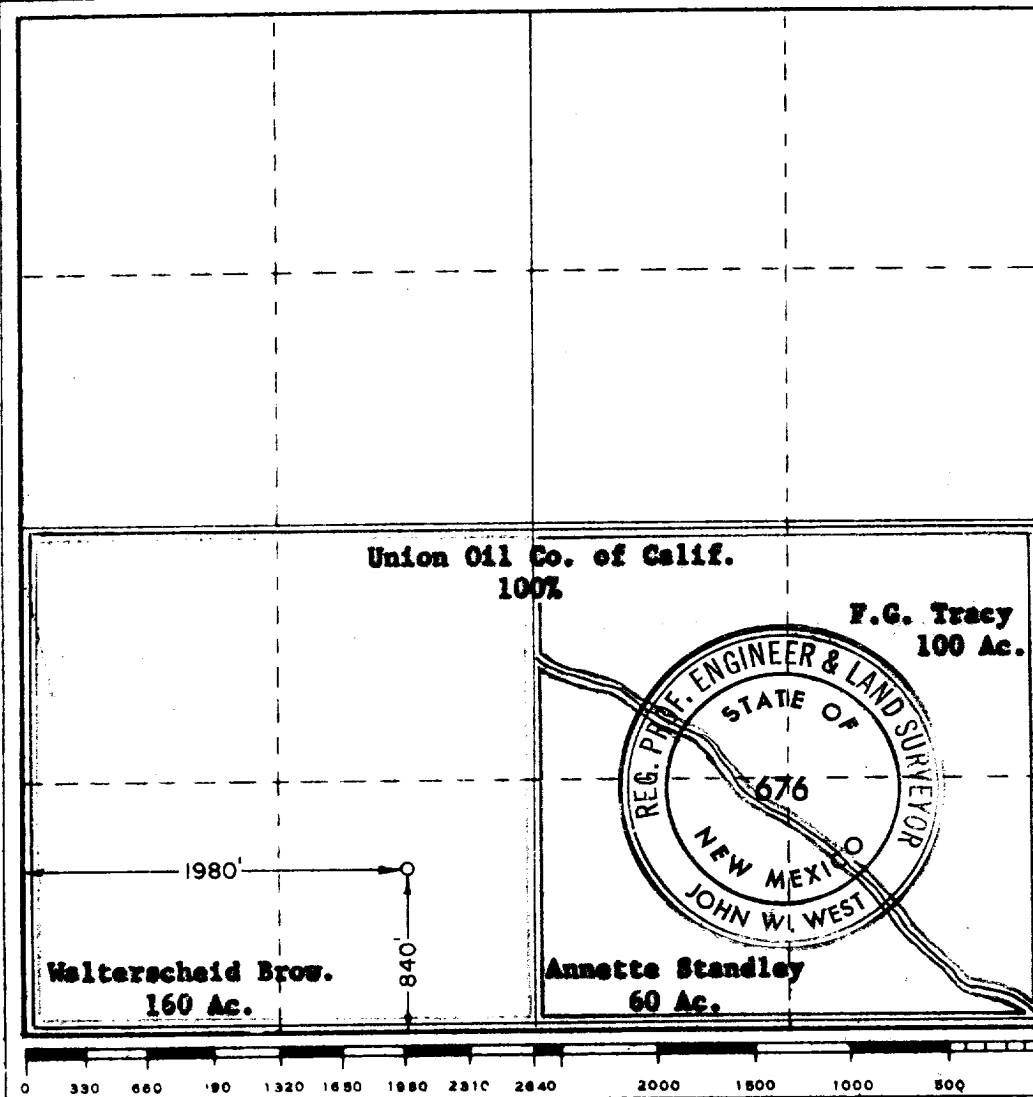 Union Oil Co. of Calif.
100%
F.G. Tracy
100 Ac.
REG. PROF. ENGINEER & LAND SURVEYOR
STATE OF
676
NEW MEXICO
JOHN W. WEST
1980'
840'
Walterscheid Bros.
160 Ac.
Annette Standley
60 Ac.
0 330 660 '90 1320 1650 1980 2310 2640 2000 1500 1000 500